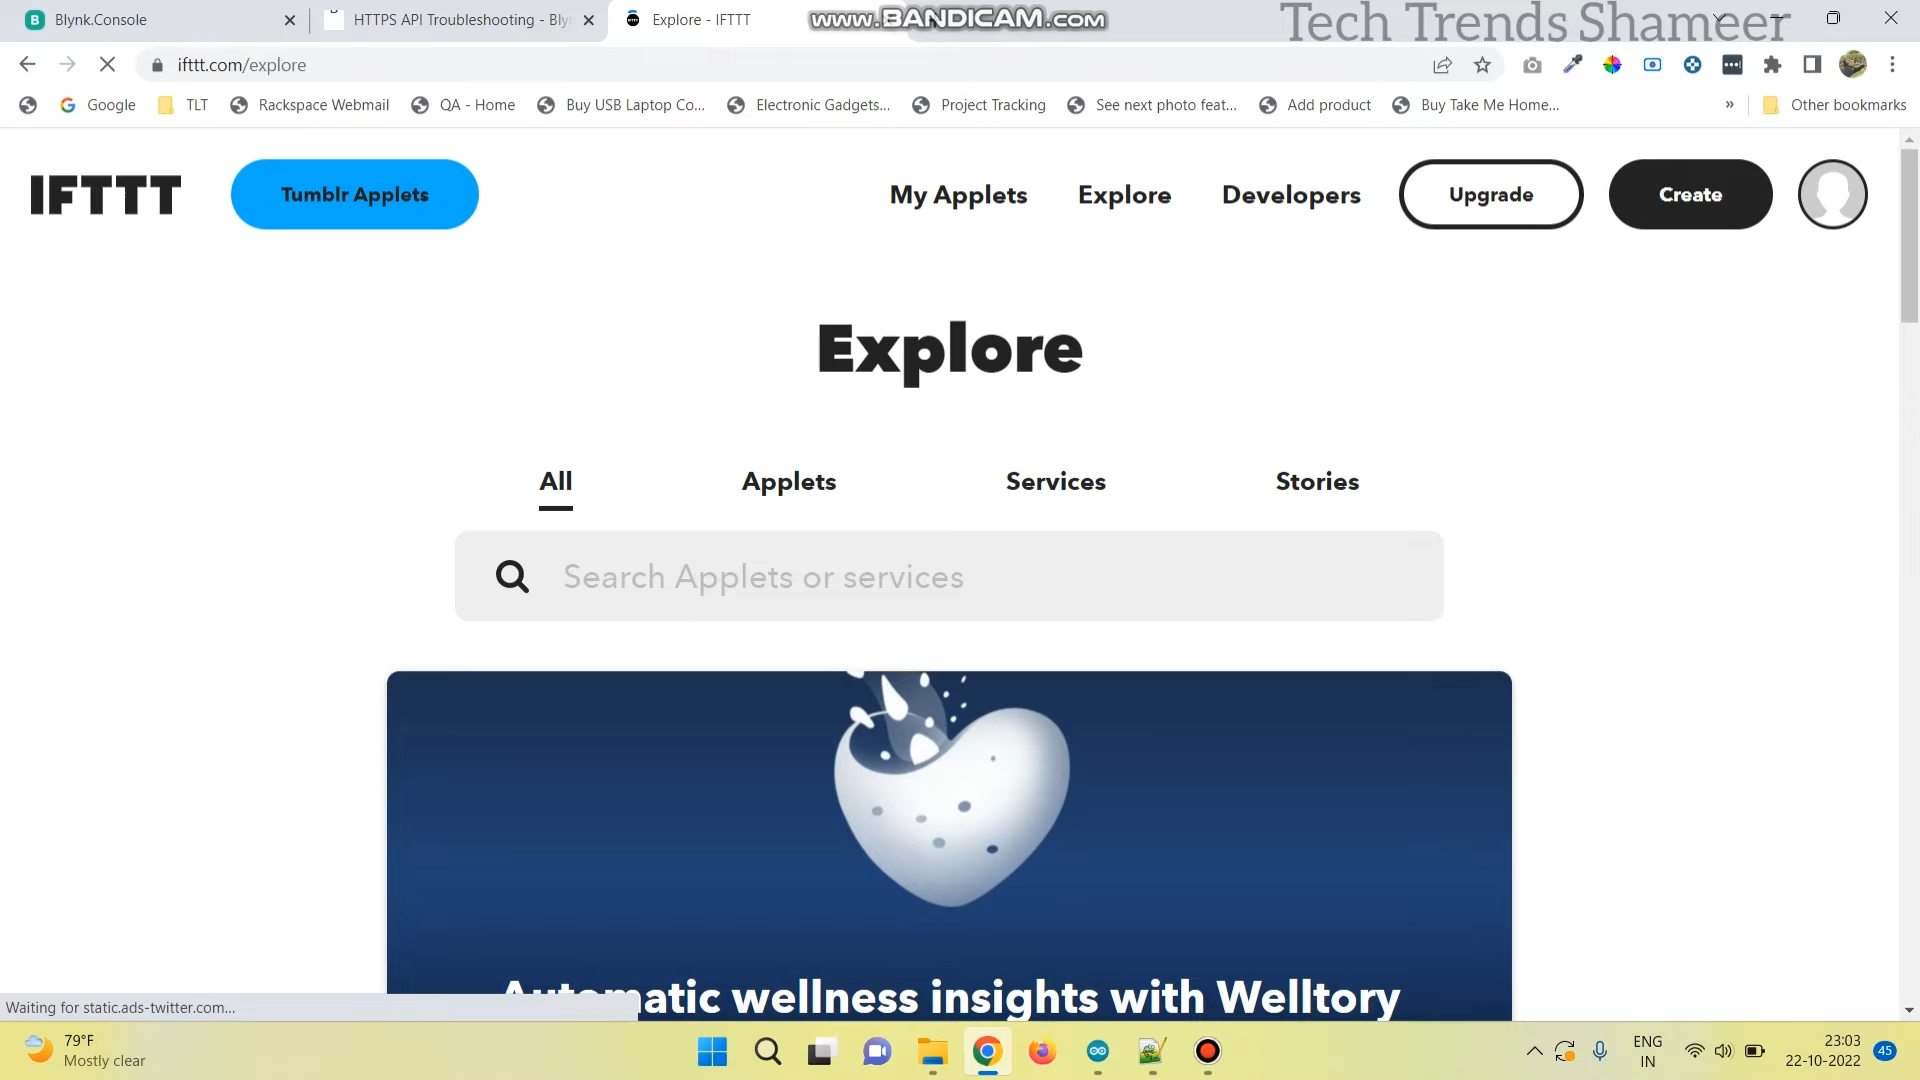 Blynk.Console
HTTPS API Troubleshooting - Bly
Explore - IFTTT
www.BANDICAM.com
Tech Trends Shameer
ifttt.com/explore
Google
TLT
Rackspace Webmail
QA - Home
Buy USB Laptop Co...
Electronic Gadgets...
Project Tracking
See next photo feat...
Add product
Buy Take Me Home...
»
Other bookmarks
IFTTT
Tumblr Applets
My Applets
Explore
Developers
Upgrade
Create
Explore
All
Applets
Services
Stories
Search Applets or services
Automatic wellness insights with Welltory
Waiting for static.ads-twitter.com...
79°F
Mostly clear
ENG
IN
23:03
22-10-2022
45